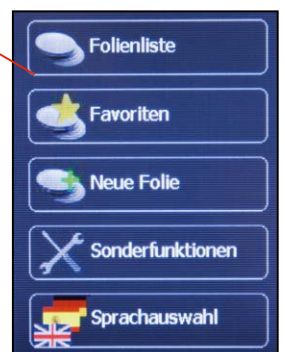 Folienliste
Favoriten
Neue Folie
Sonderfunktionen
Sprachauswahl